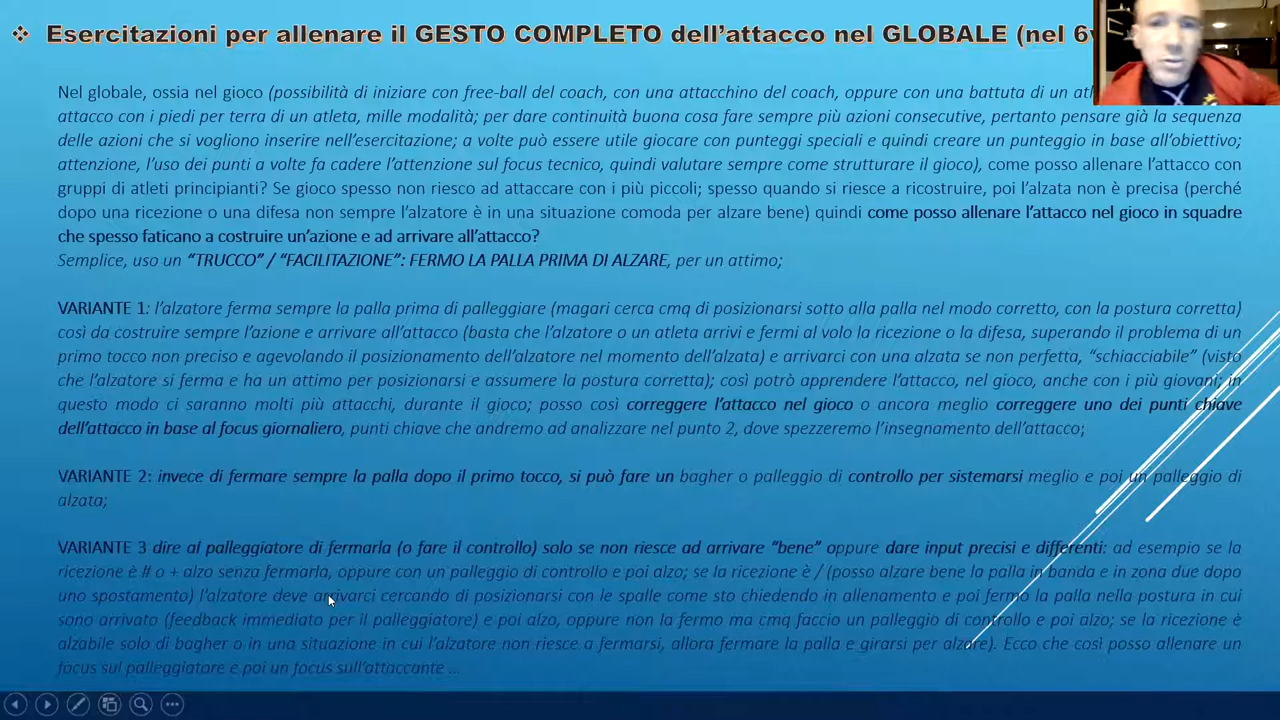 ❖ Esercitazioni per allenare il GESTO COMPLETO dell'attacco nel GLOBALE (nel
Nel globale, ossia nel gioco (possibilità di iniziare con free-ball del coach, con una attacchino del coach, oppure con una battuta di un
attacco con i piedi per terra di un atleta, mille modalità; per dare continuità buona cosa fare sempre più azioni consecutive, pertanto pensare già la sequenza
delle azioni che si vogliono inserire nell'esercitazione; a volte può essere utile giocare con punteggi speciali e quindi creare un punteggio in base all'obiettivo;
attenzione, l'uso dei punti a volte fa cadere l'attenzione sul focus tecnico, quindi valutare sempre come strutturare il gioco), come posso allenare l'attacco con
gruppi di atleti principianti? Se gioco spesso non riesco ad attaccare con i più piccoli; spesso quando si riesce a ricostruire, poi l'alzata non è precisa (perché
dopo una ricezione o una difesa non sempre l'alzatore è in una situazione comoda per alzare bene) quindi come posso allenare l'attacco nel gioco in squadre
che spesso faticano a costruire un'azione e ad arrivare all'attacco?
Semplice, uso un "TRUCCO" / "FACILITAZIONE": FERMO LA PALLA PRIMA DI ALZARE, per un attimo;
VARIANTE 1: l'alzatore ferma sempre la palla prima di palleggiare (magari cerca cmq di posizionarsi sotto alla palla nel modo corretto, con la postura corretta)
così da costruire sempre l'azione e arrivare all'attacco (basta che l'alzatore o un atleta arrivi e fermi al volo la ricezione o la difesa, superando il problema di un
primo tocco non preciso e agevolando il posizionamento dell'alzatore nel momento dell'alzata) e arrivarci con una alzata se non perfetta, "schiacciabile" (visto
che l'alzatore si ferma e ha un attimo per posizionarsi e assumere la postura corretta); così potrò apprendere l'attacco, nel gioco, anche con i più giovani; in
questo modo ci saranno molti più attacchi, durante il gioco; posso così correggere l'attacco nel gioco o ancora meglio correggere uno dei punti chiave
dell'attacco in base al focus giornaliero, punti chiave che andremo ad analizzare nel punto 2, dove spezzeremo l'insegnamento dell'attacco;
VARIANTE 2: invece di fermare sempre la palla dopo il primo tocco, si può fare un bagher o palleggio di controllo per sistemarsi meglio e poi un palleggio di
alzata;
VARIANTE 3 dire al palleggiatore di fermarla (o fare il controllo) solo se non riesce ad arrivare "bene" oppure dare input precisi e differenti: ad esempio se la
ricezione è # o + alzo senza fermarla, oppure con un palleggio di controllo e poi alzo; se la ricezione è / (posso alzare bene la palla in banda e in zona due dopo
uno spostamento) l'alzatore deve arrivarci cercando di posizionarsi con le spalle come sto chiedendo in allenamento e poi fermo la palla nella postura in cui
sono arrivato (feedback immediato per il palleggiatore) e poi alzo, oppure non la fermo ma cmq faccio un palleggio di controllo e poi alzo; se la ricezione è
alzabile solo di bagher o in una situazione in cui l'alzatore non riesce a fermarsi, allora fermare la palla e girarsi per alzare). Ecco che così posso allenare un
focus sul palleggiatore e poi un focus sull'attaccante ...